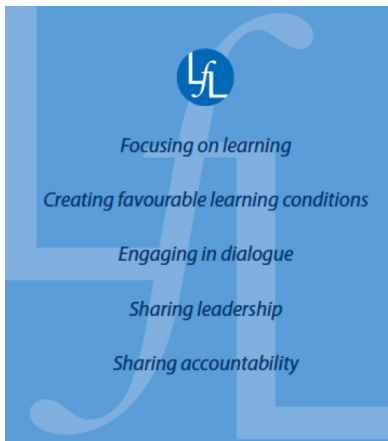 LfL
Focusing on learning
Creating favourable learning conditions
Engaging in dialogue
Sharing leadership
Sharing accountability